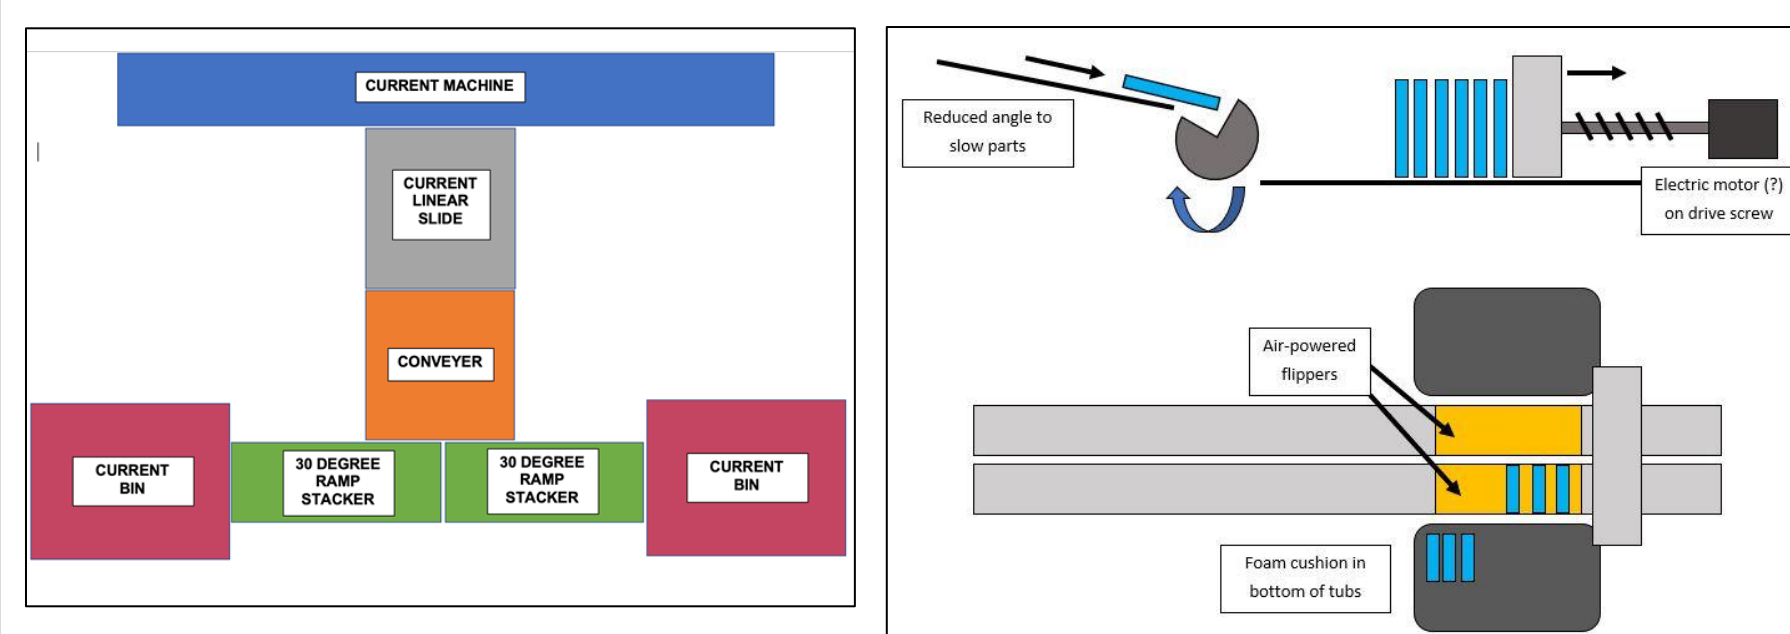 CURRENT MACHINE
CURRENT
LINEAR
SLIDE
CONVEYER
CURRENT
BIN
30 DEGREE
RAMP
STACKER
30 DEGREE
RAMP
STACKER
CURRENT
BIN
Reduced angle to
slow parts
Electric motor (?)
on drive screw
Air-powered
flippers
Foam cushion in
bottom of tubs